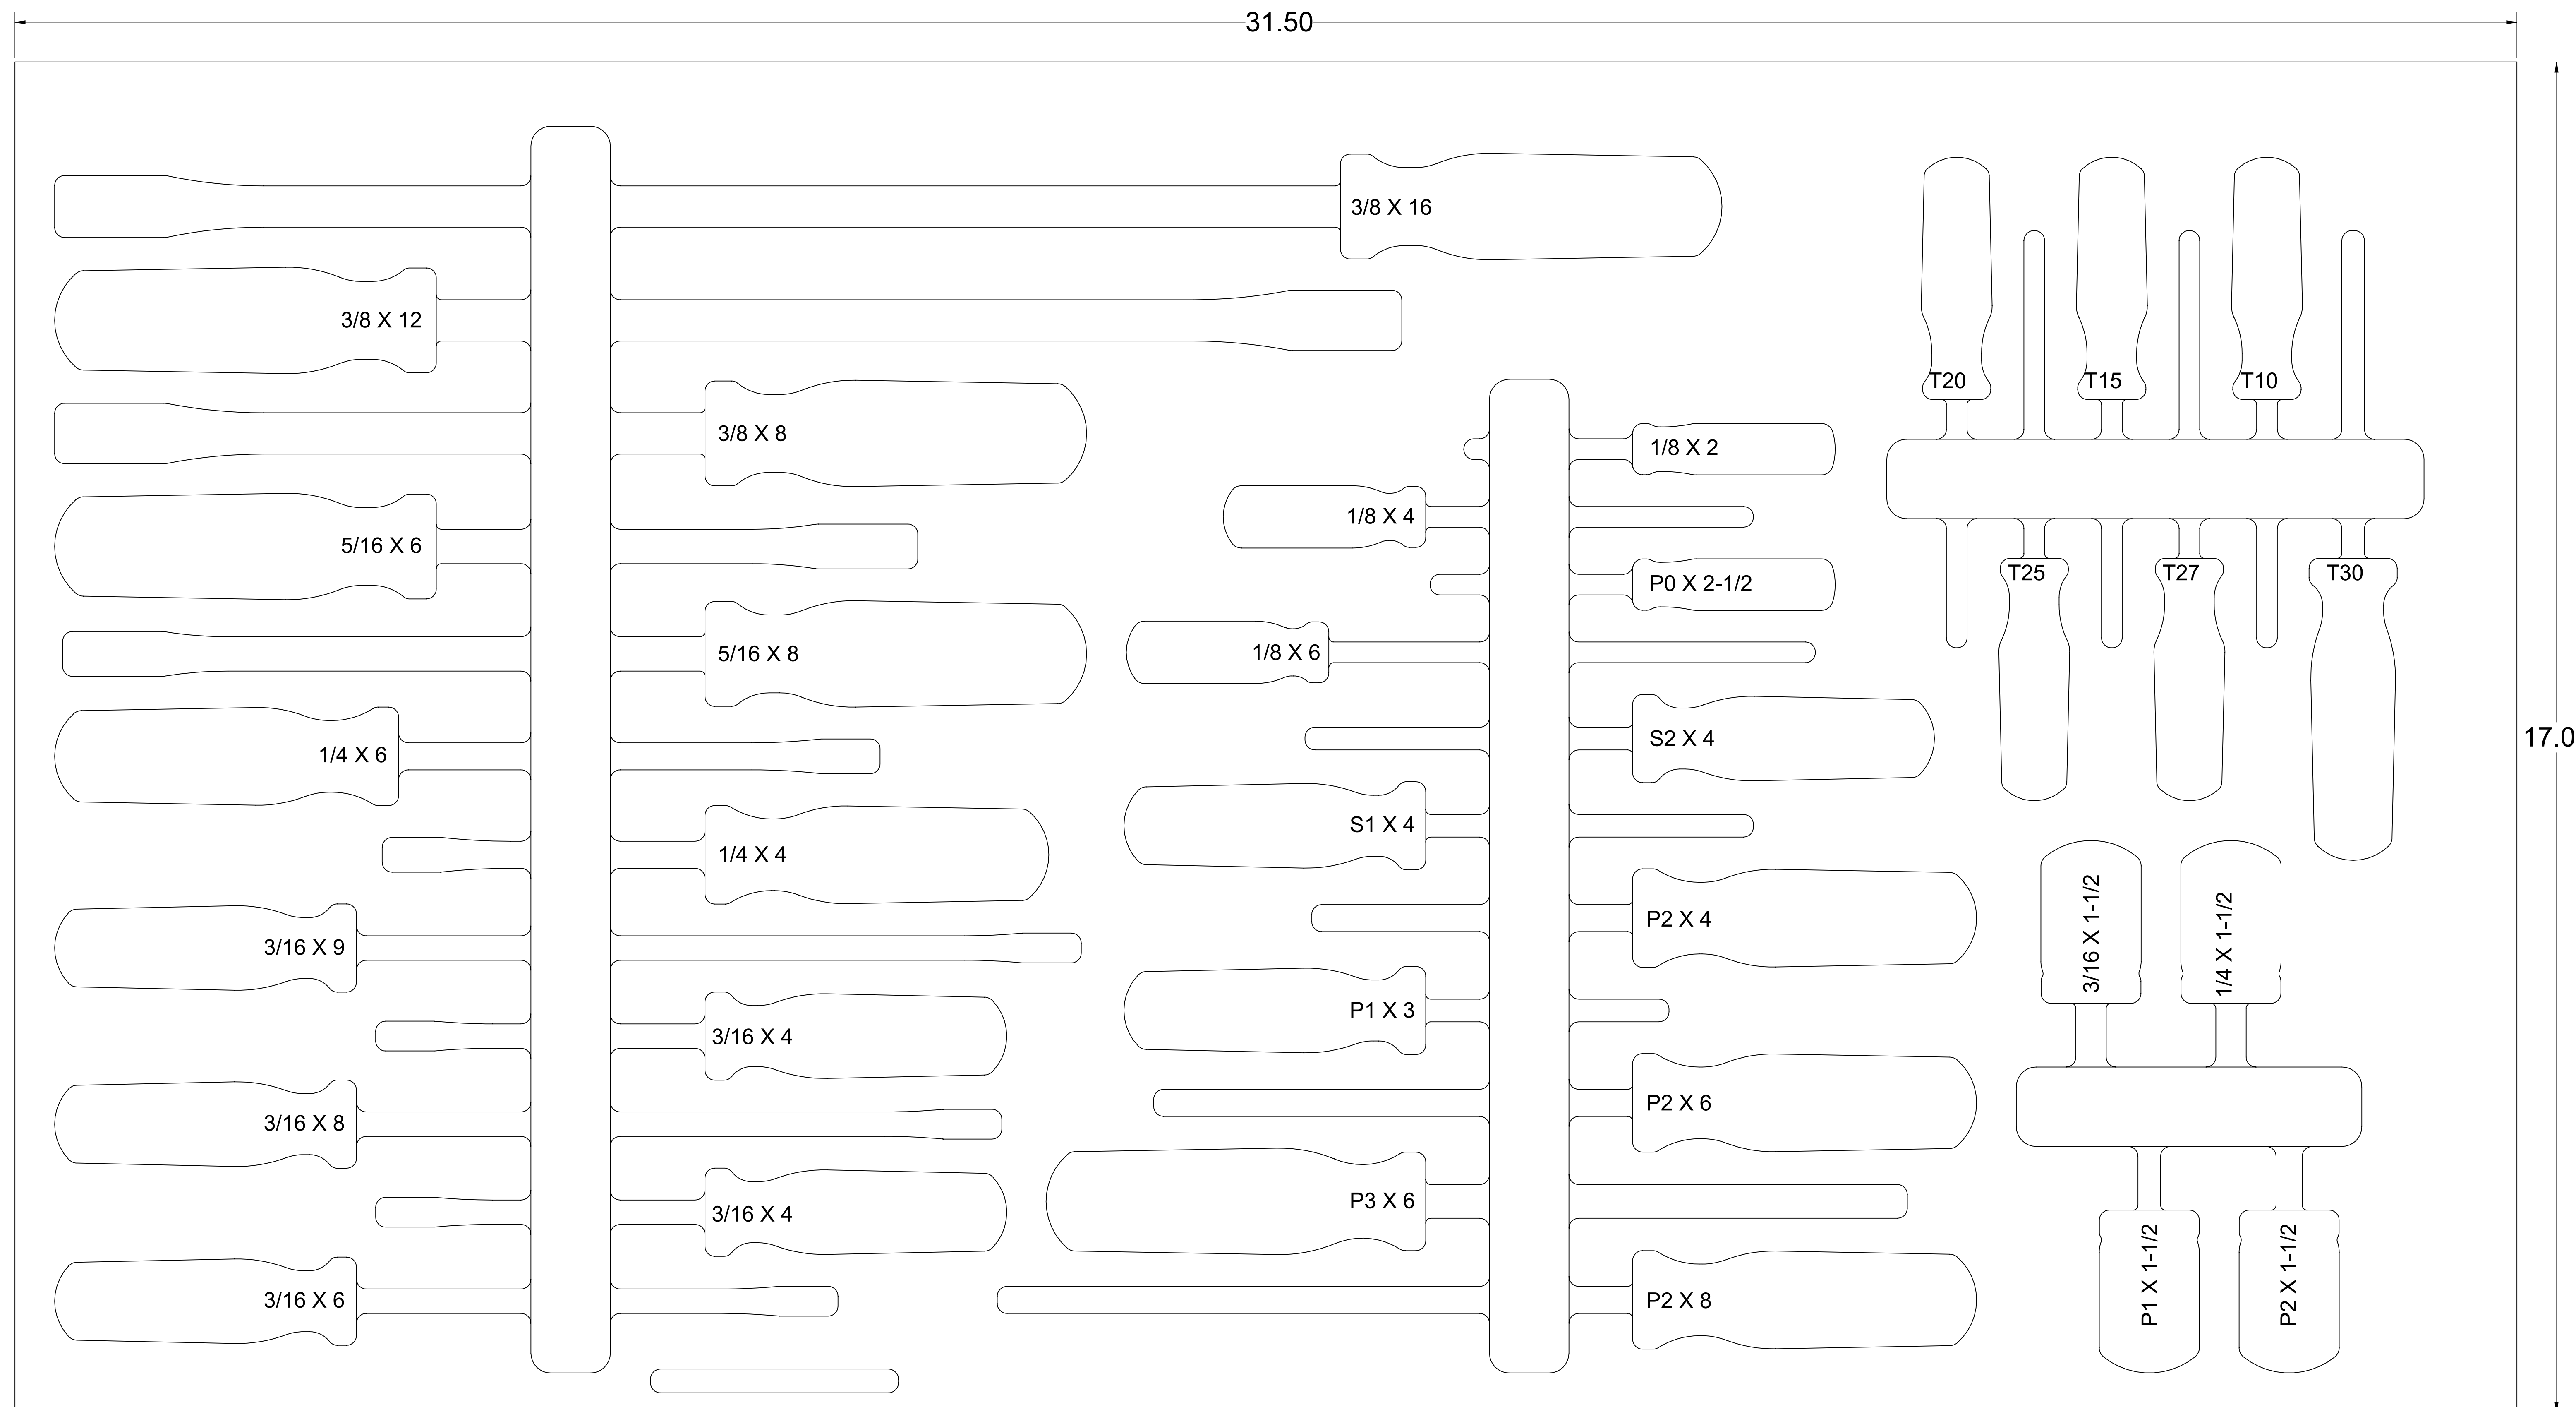 31.50
3/8 X 16
3/8 X 12
3/8 X 8
5/16 X 6
5/16 X 8
1/4 X 6
1/4 X 4
3/16 X 9
3/16 X 4
3/16 X 8
3/16 X 4
3/16 X 6
1/8 X 2
1/8 X 4
P0 X 2-1/2
1/8 X 6
S2 X 4
S1 X 4
P2 X 4
P1 X 3
P2 X 6
P3 X 6
P2 X 8
T20
T15
T10
T25
T27
T30
17.0
3/16 X 1-1/2
1/4 X 1-1/2
P1 X 1-1/2
P2 X 1-1/2